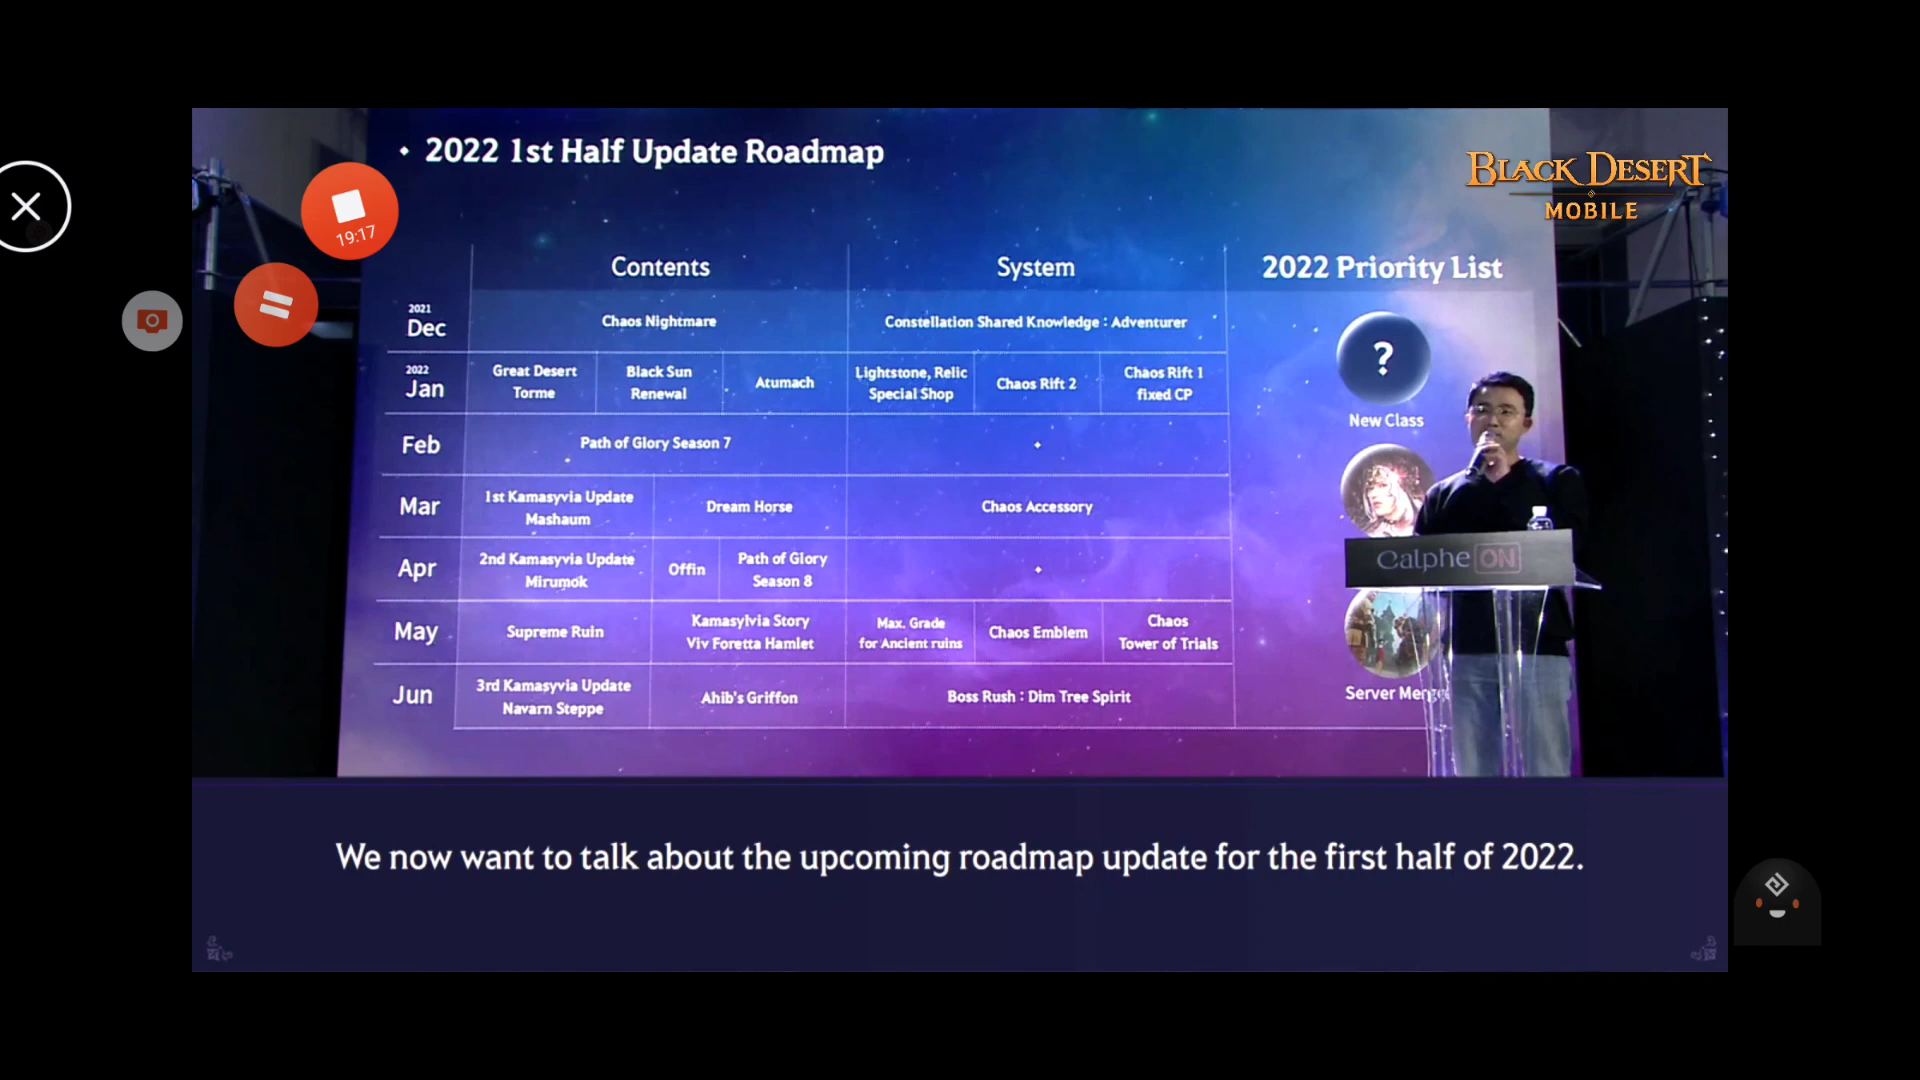 2022 1st Half Update Roadmap
BLACK DESERT
MOBILE
19:17
Contents
System
2022 Priority List
2021
Dec
Chaos Nightmare
Constellation Shared Knowledge : Adventurer
2022
Jan
Great Desert
Torme
Black Sun
Renewal
Atumach
Lightstone, Relic
Special Shop
Chaos Rift 2
Chaos Rift 1
fixed CP
?
New Class
Feb
Path of Glory Season 7
Mar
1st Kamasyvia Update
Mashaum
Dream Horse
Chaos Accessory
Apr
2nd Kamasyvia Update
Mirumok
Offin
Path of Glory
Season 8
Calphe ON
May
Supreme Ruin
Kamasylvia Story
Viv Foretta Hamlet
Max. Grade
for Ancient ruins
Chaos Emblem
Chaos
Tower of Trials
Jun
3rd Kamasyvia Update
Navarn Steppe
Ahib's Griffon
Boss Rush : Dim Tree Spirit
Server
We now want to talk about the upcoming roadmap update for the first half of 2022.